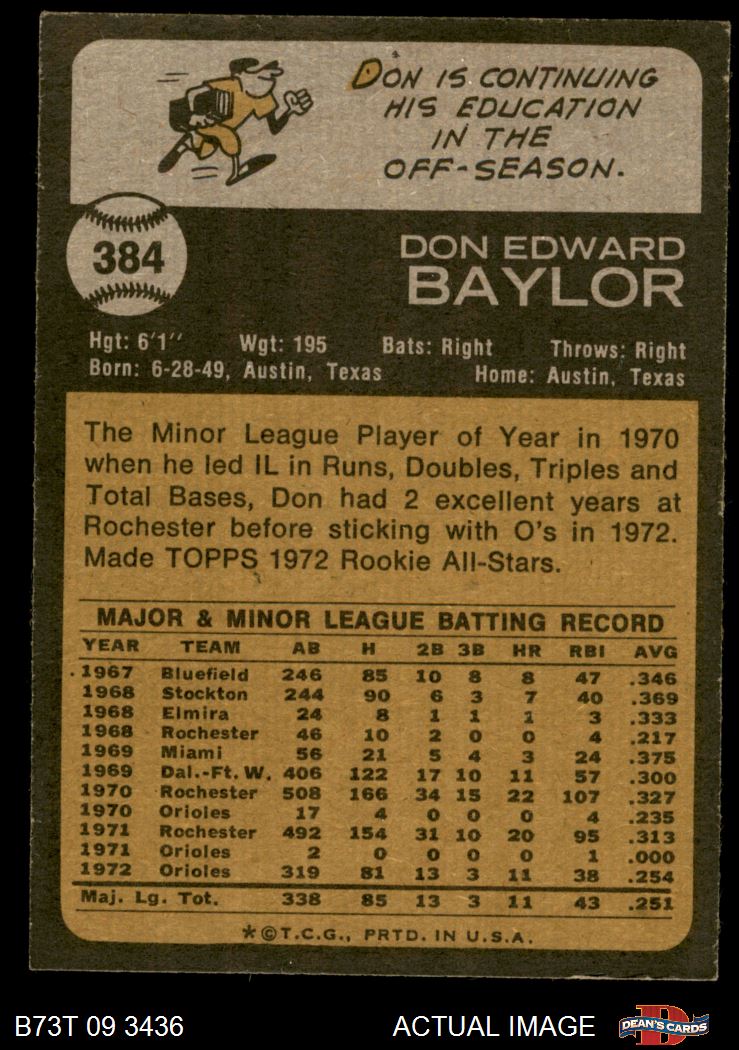 DON IS CONTINUING
HIS EDUCATION
IN THE
OFF-SEASON.
384
DON EDWARD
BAYLOR
Hgt: 6'1" Wgt: 195 Bats: Right Throws: Right
Born: 6-28-49, Austin, Texas Home: Austin, Texas
The Minor League Player of Year in 1970
when he led IL in Runs, Doubles, Triples and
Total Bases, Don had 2 excellent years at
Rochester before sticking with O's in 1972.
Made TOPPS 1972 Rookie All-Stars.
MAJOR & MINOR LEAGUE BATTING RECORD
YEAR TEAM AB H 2B 3B HR RBI AVG
1967 Bluefield 246 85 10 8 8 47 .346
1968 Stockton 244 90 6 3 7 40 .369
1968 Elmira 24 8 1 1 1 3 .333
1968 Rochester 46 10 2 0 0 4 .217
1969 Miami 56 21 5 4 3 24 .375
1969 Dal.-Ft. W. 406 122 17 10 11 57 .300
1970 Rochester 508 166 34 15 22 107 .327
1970 Orioles 17 4 0 0 0 4 .235
1971 Rochester 492 154 31 10 20 95 .313
1971 Orioles 2 0 0 0 0 1 .000
1972 Orioles 319 81 13 3 11 38 .254
Maj. Lg. Tot. 338 85 13 3 11 43 .251
*©T.C.G., PRTD. IN U.S.A.
B73T 09 3436 ACTUAL IMAGE D DEAN'S CARDS